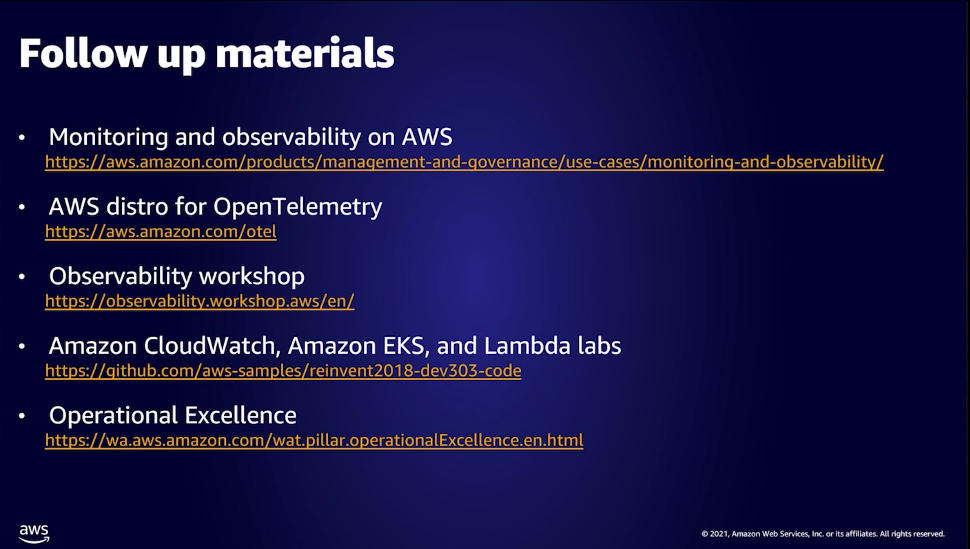 Follow up materials
• Monitoring and observability on AWS
https://aws.amazon.com/products/management-and-governance/use-cases/monitoring-and-observability/
• AWS distro for OpenTelemetry
https://aws.amazon.com/otel
• Observability workshop
https://observability.workshop.aws/en/
• Amazon CloudWatch, Amazon EKS, and Lambda labs
https://github.com/aws-samples/reinvent2018-dev303-code
• Operational Excellence
https://wa.aws.amazon.com/wat.pillar.operationalExcellence.en.html
aws
© 2021, Amazon Web Services, Inc. or its affiliates. All rights reserved.